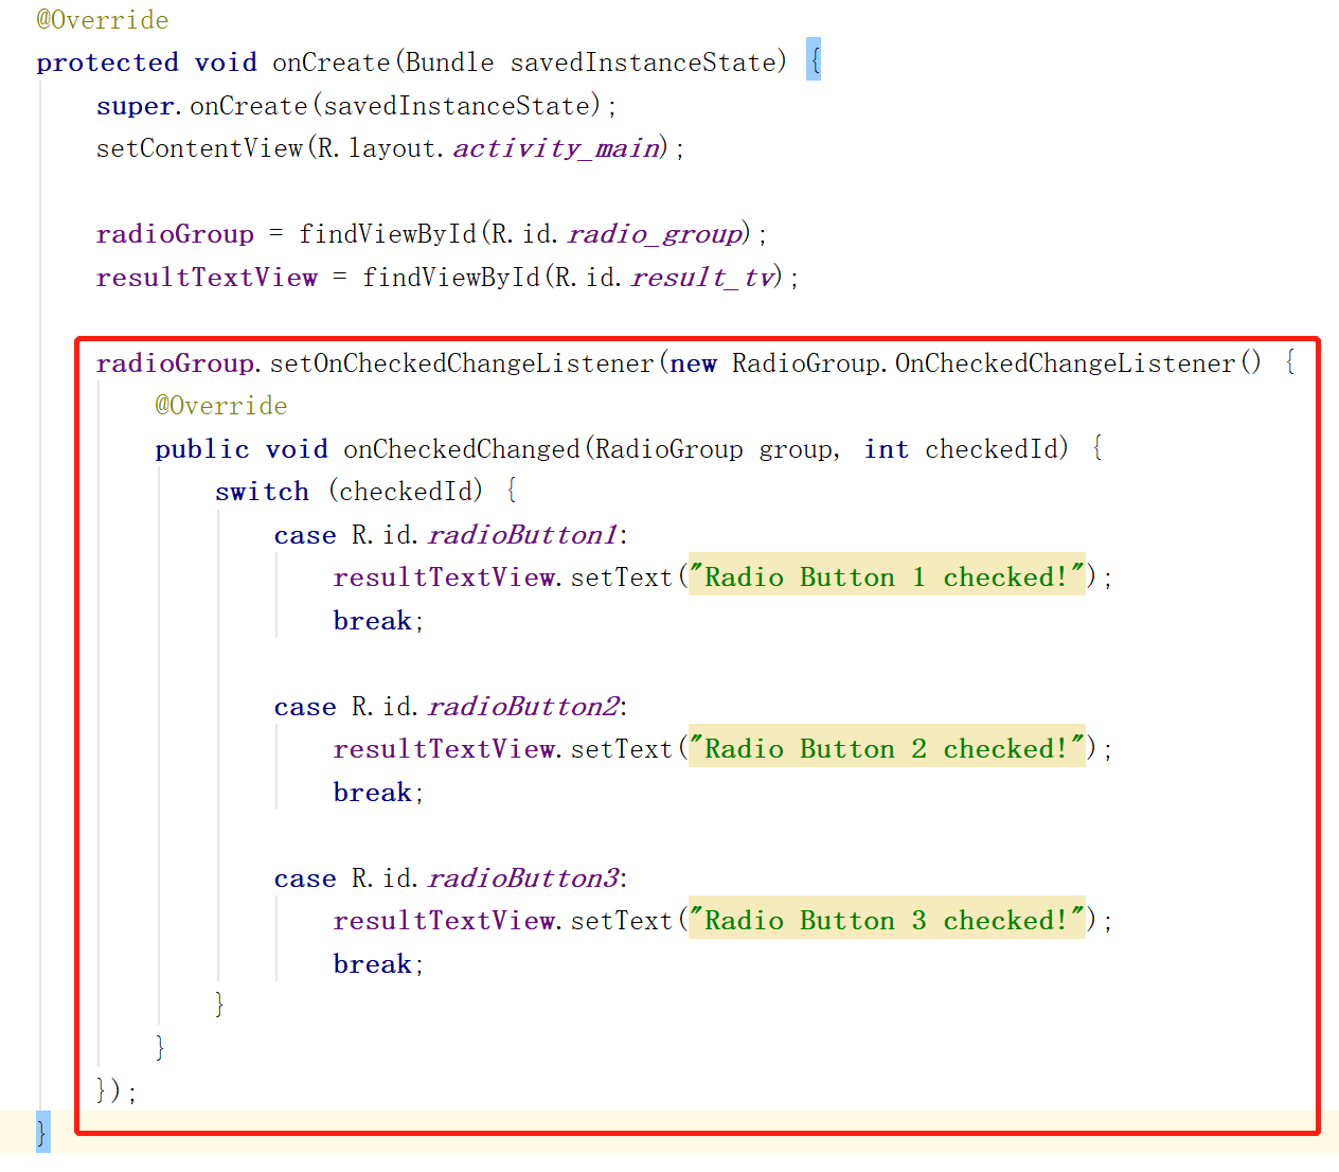 @Override
protected void onCreate(Bundle savedInstanceState) {
super.onCreate(savedInstanceState);
setContentView(R.layout.activity_main);
radioGroup = findViewById(R.id.radio_group);
resultTextView = findViewById(R.id.result_tv);
radioGroup.setOnCheckedChangeListener(new RadioGroup.OnCheckedChangeListener() {
@Override
public void onCheckedChanged(RadioGroup group, int checkedId) {
switch (checkedId) {
case R.id.radioButton1:
resultTextView.setText("Radio Button 1 checked!");
break;
case R.id.radioButton2:
resultTextView.setText("Radio Button 2 checked!");
break;
case R.id.radioButton3:
resultTextView.setText("Radio Button 3 checked!");
break;
}
}
});
}